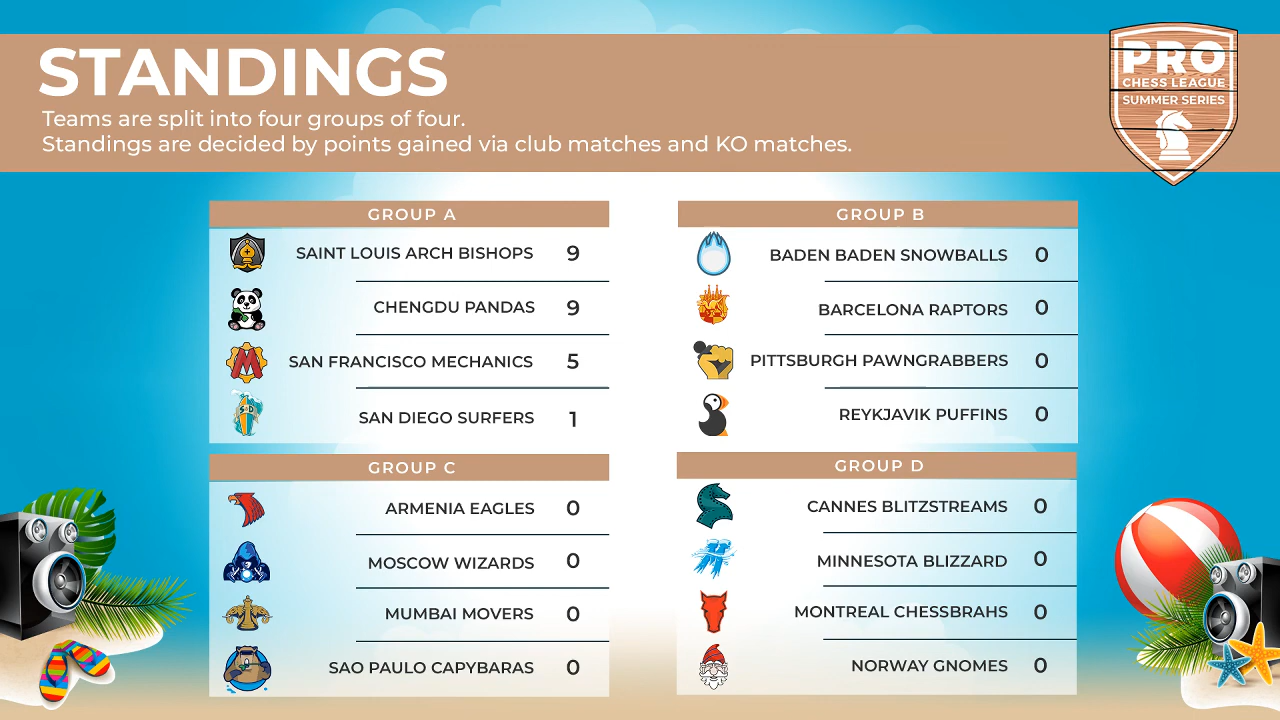 STANDINGS
Teams are split into four groups of four.
Standings are decided by points gained via club matches and KO matches.
PRO
CHESS LEAGUE
SUMMER SERIES
GROUP A
SAINT LOUIS ARCH BISHOPS 9
CHENGDU PANDAS 9
M
SAN FRANCISCO MECHANICS 5
SAN DIEGO SURFERS 1
GROUP B
BADEN BADEN SNOWBALLS 0
BARCELONA RAPTORS 0
PITTSBURGH PAWNGRABBERS 0
REYKJAVIK PUFFINS 0
GROUP C
ARMENIA EAGLES 0
MOSCOW WIZARDS 0
MUMBAI MOVERS 0
SAO PAULO CAPYBARAS 0
GROUP D
CANNES BLITZSTREAMS 0
MINNESOTA BLIZZARD 0
MONTREAL CHESSBRAHS 0
NORWAY GNOMES 0